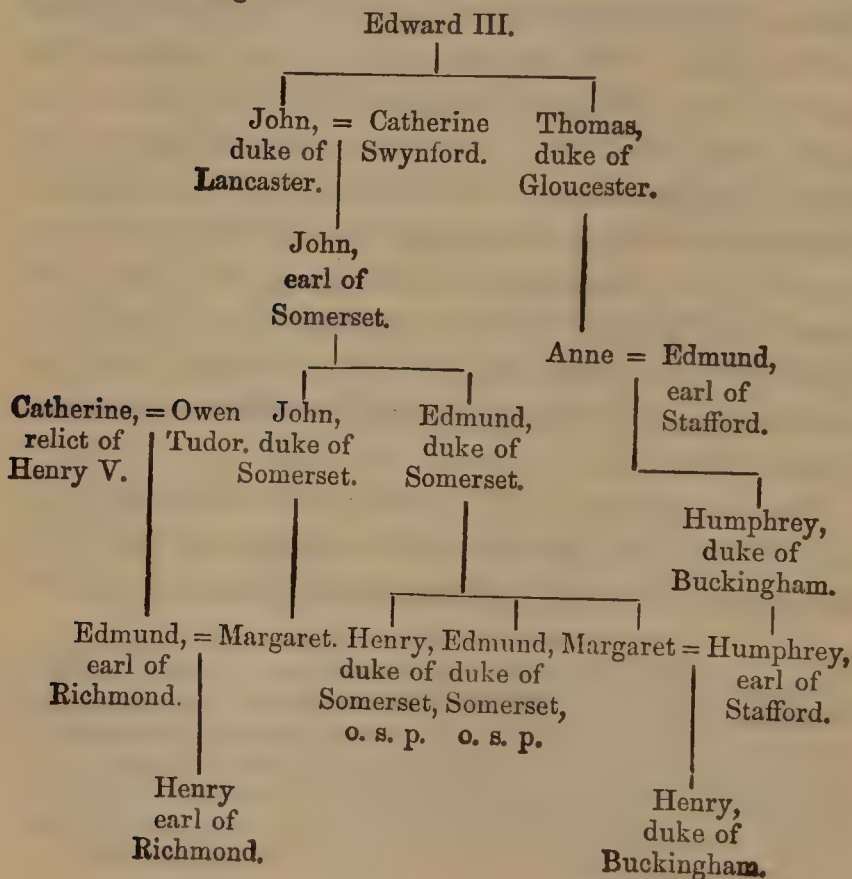 Edward III.
John, = Catherine Thomas,
duke of Swynford. duke of
Lancaster. Gloucester.
John,
earl of
Somerset.
Anne = Edmund,
earl of
Stafford.
Catherine, = Owen John, Edmund,
relict of Tudor. duke of duke of
Henry V. Somerset. Somerset.
Humphrey,
duke of
Buckingham.
Edmund, = Margaret. Henry, Edmund, Margaret = Humphrey,
earl of duke of duke of earl of
Richmond. Somerset, Somerset, Stafford.
o. s. p. o. s. p.
Henry
earl of
Richmond.
Henry,
duke of
Buckingham.